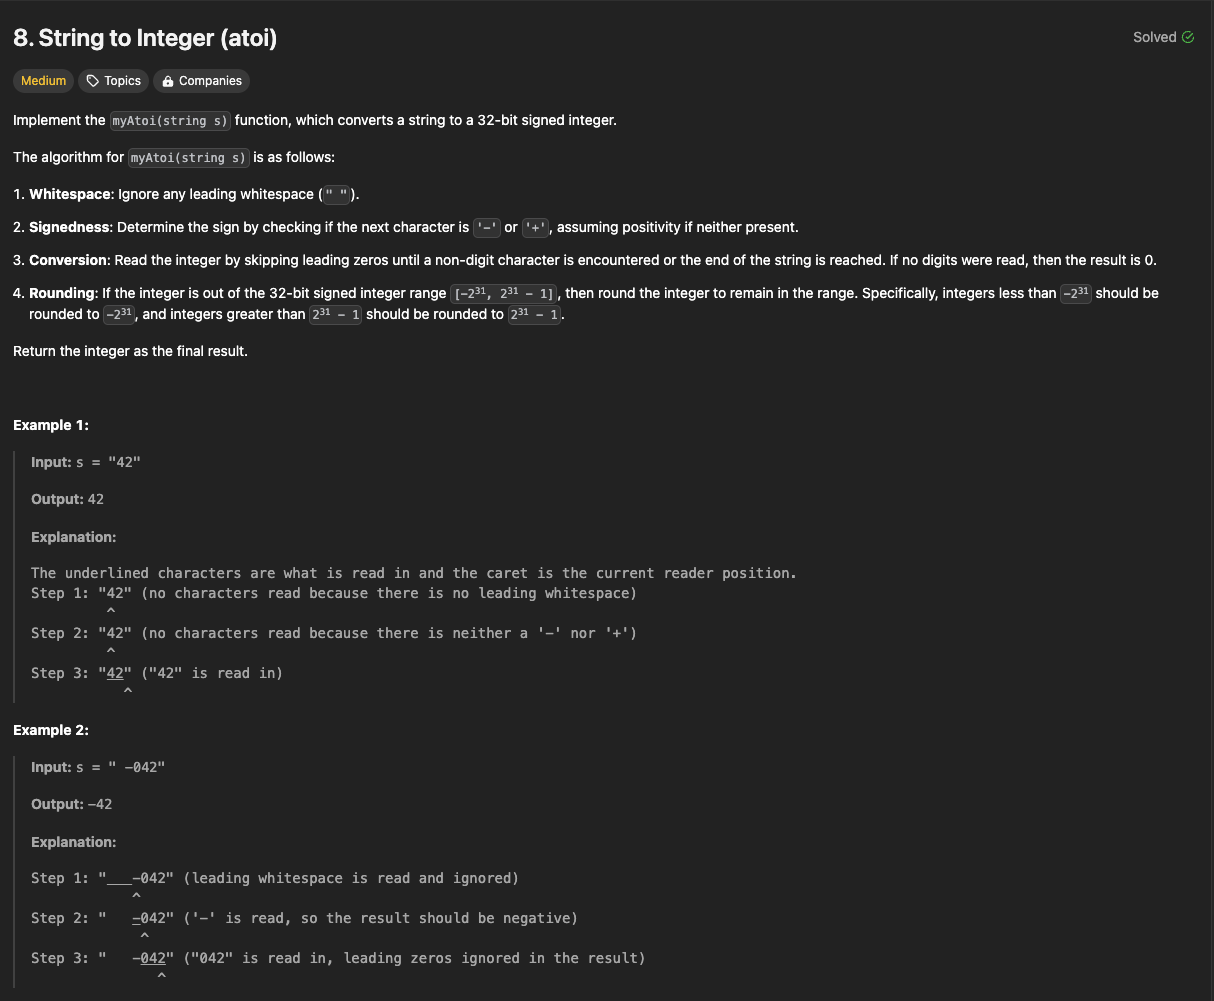 8. String to Integer (atoi)
Solved
Medium Topics Companies
Implement the myAtoi(string s) function, which converts a string to a 32-bit signed integer.
The algorithm for myAtoi(string s) is as follows:
1. Whitespace: Ignore any leading whitespace (" ").
2. Signedness: Determine the sign by checking if the next character is '-' or '+', assuming positivity if neither present.
3. Conversion: Read the integer by skipping leading zeros until a non-digit character is encountered or the end of the string is reached. If no digits were read, then the result is 0.
4. Rounding: If the integer is out of the 32-bit signed integer range [-2³¹, 2³¹ - 1], then round the integer to remain in the range. Specifically, integers less than -2³¹ should be
rounded to -2³¹, and integers greater than 2³¹ - 1 should be rounded to 2³¹ - 1.
Return the integer as the final result.
Example 1:
Input: s = "42"
Output: 42
Explanation:
The underlined characters are what is read in and the caret is the current reader position.
Step 1: "42" (no characters read because there is no leading whitespace)
^
Step 2: "42" (no characters read because there is neither a '-' nor '+')
^
Step 3: "42" ("42" is read in)
^
Example 2:
Input: s = " -042"
Output: -42
Explanation:
Step 1: "___-042" (leading whitespace is read and ignored)
^
Step 2: "   -042" ('-' is read, so the result should be negative)
^
Step 3: "   -042" ("042" is read in, leading zeros ignored in the result)
^